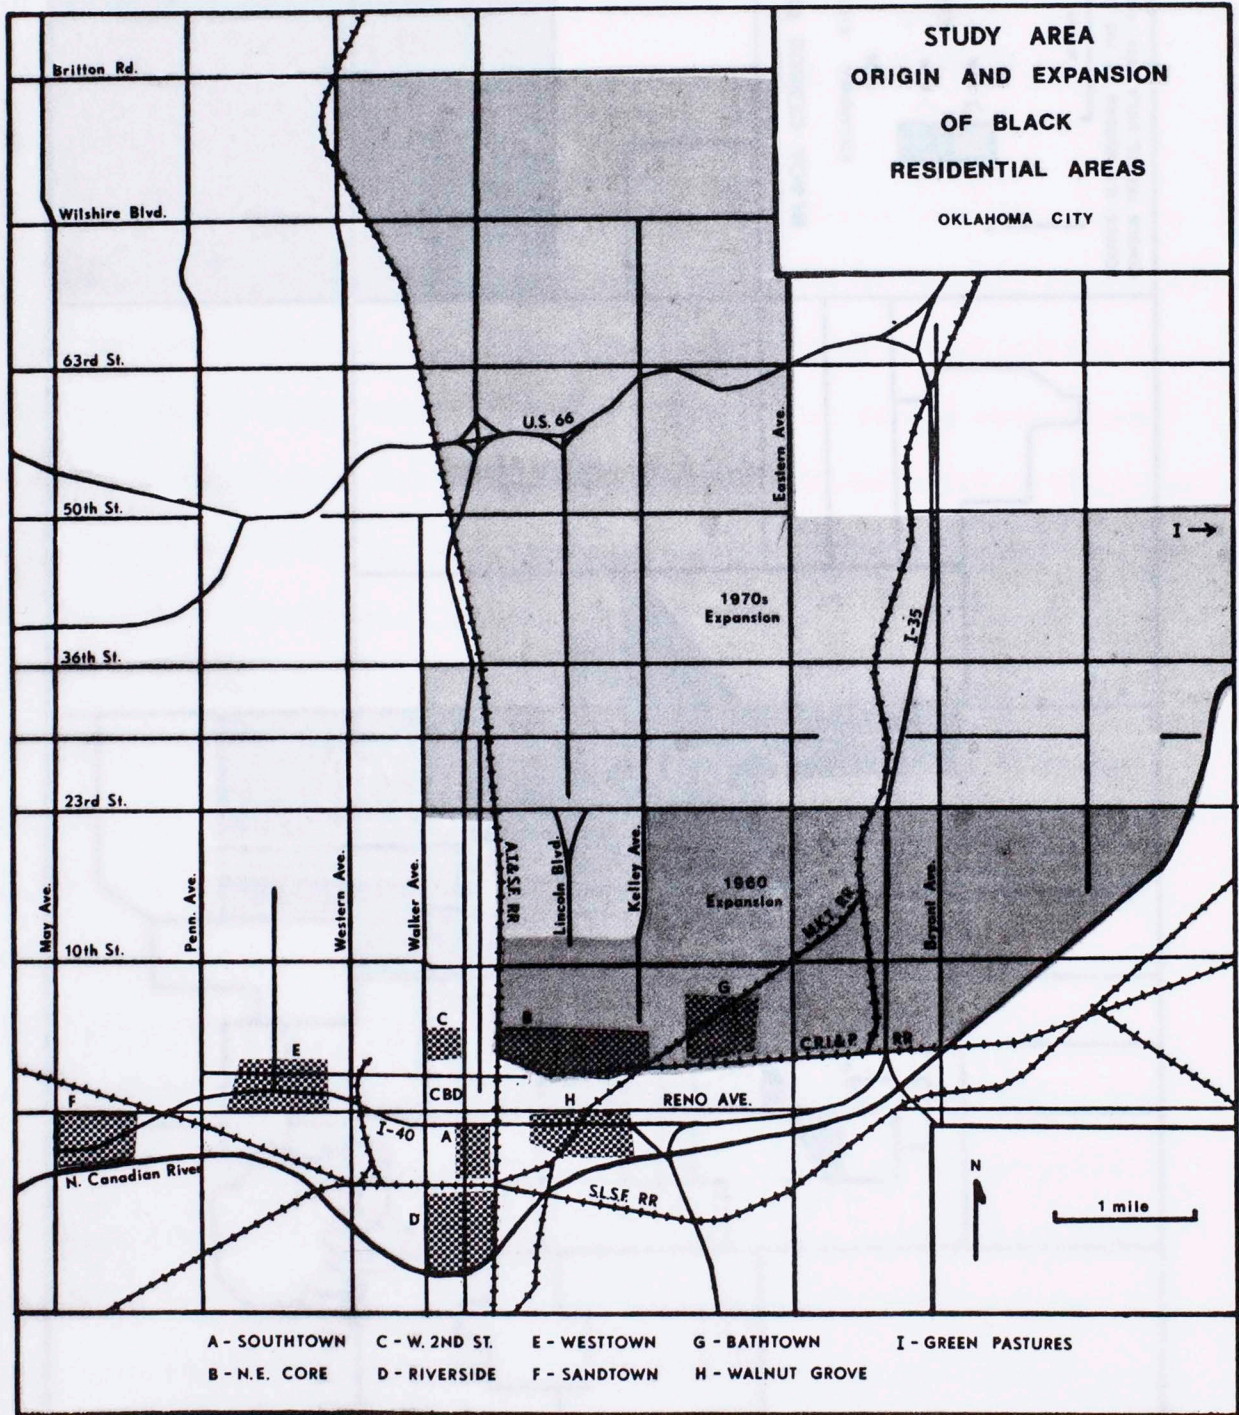 STUDY AREA
ORIGIN AND EXPANSION
OF BLACK
RESIDENTIAL AREAS
OKLAHOMA CITY
Britton Rd.
Wilshire Blvd.
63rd St.
U.S. 66
Eastern Ave.
50th St.
I →
1970s
Expansion
I-35
36th St.
23rd St.
May Ave.
Penn. Ave.
Western Ave.
Walker Ave.
A.T.&S.F. RR
Lincoln Blvd.
Kelley Ave.
1960
Expansion
MKT. RR
Bryant Ave.
10th St.
G
C
B
C.R.I.&P. RR
E
CBD
H
RENO AVE.
F
I-40
A
N. Canadian River
D
S.L.S.F. RR
N
1 mile
A - SOUTHTOWN C - W. 2ND ST. E - WESTTOWN G - BATHTOWN I - GREEN PASTURES
B - N.E. CORE D - RIVERSIDE F - SANDTOWN H - WALNUT GROVE